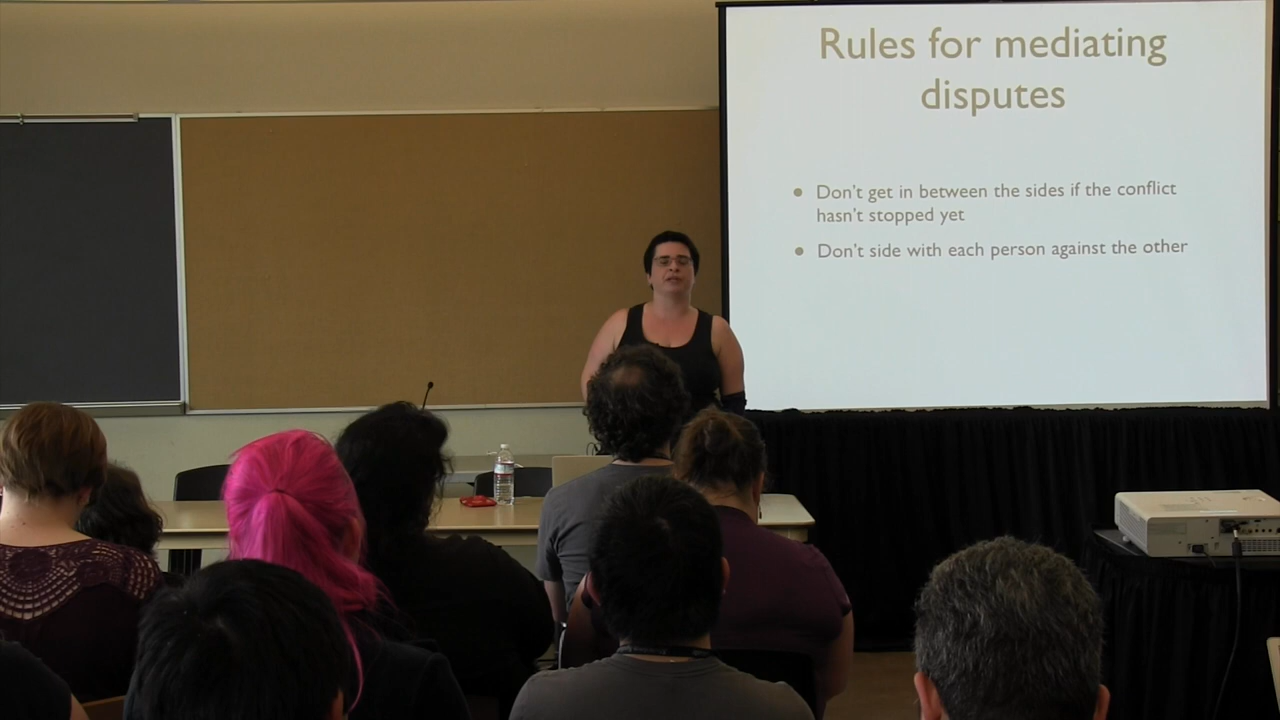 Rules for mediating
disputes
• Don't get in between the sides if the conflict
hasn't stopped yet
• Don't side with each person against the other